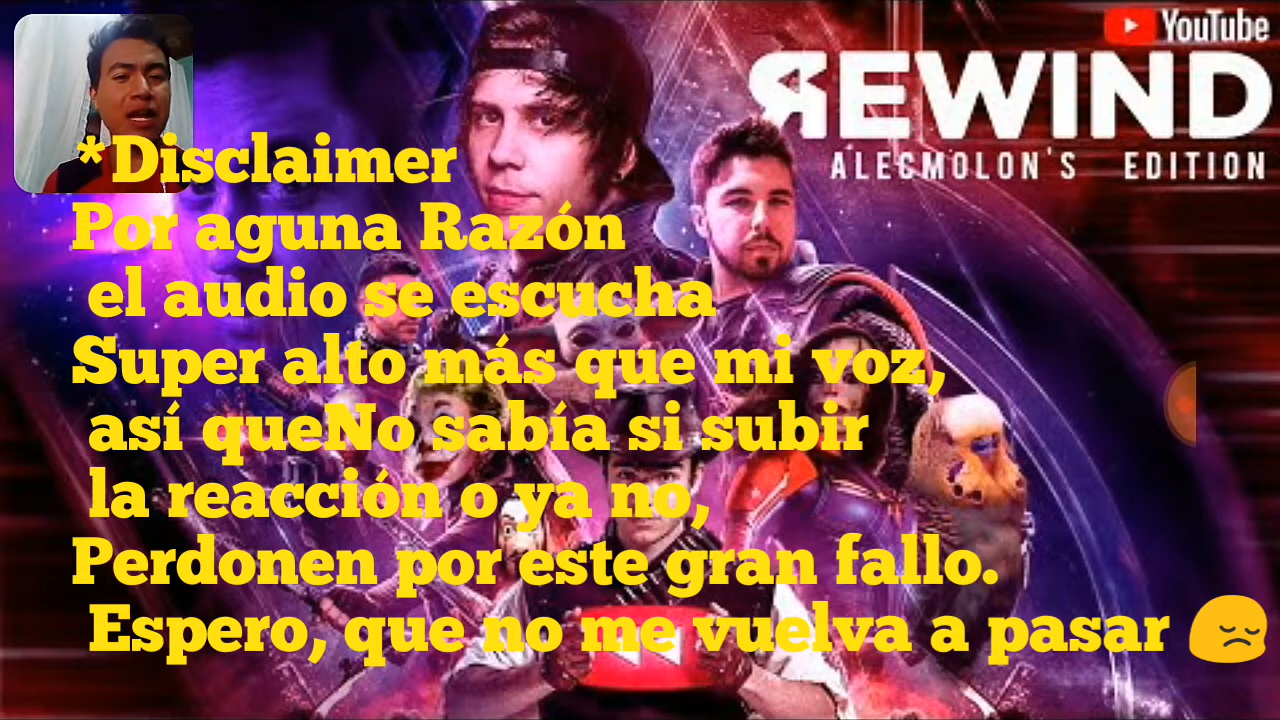 YouTube
REWIND
ALECMOLON'S EDITION
*Disclaimer
Por aguna Razón
el audio se escucha
Super alto más que mi voz,
así queNo sabía si subir
la reacción o ya no,
Perdonen por este gran fallo.
Espero, que no me vuelva a pasar 😔